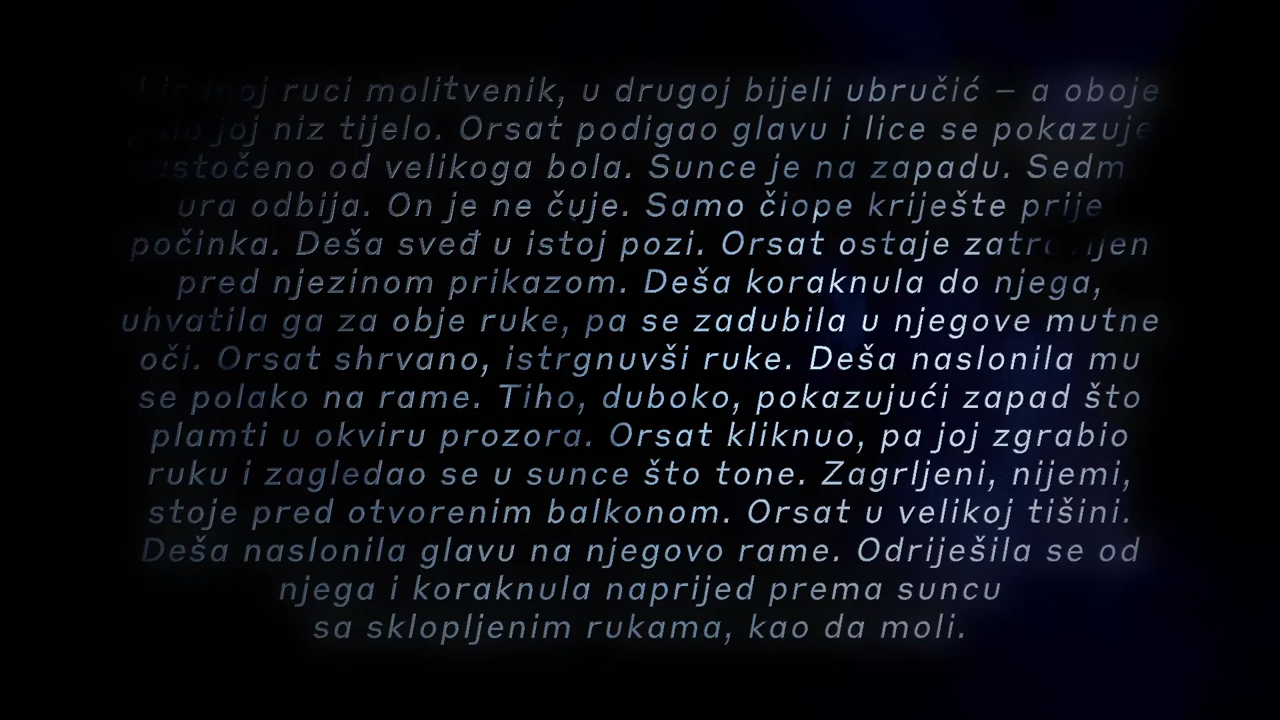 ruci molitvenik, u drugoj bijeli ubručić – a oboje
joj niz tijelo. Orsat podigao glavu i lice se pokazuje
od velikoga bola. Sunce je na zapadu. Sedm
ura odbija. On je ne čuje. Samo čiope kriješte prije
počinka. Deša sveđ u istoj pozi. Orsat ostaje
pred njezinom prikazom. Deša koraknula do njega,
uhvatila ga za obje ruke, pa se zadubila u njegove mutne
oči. Orsat shrvano, istrgnuvši ruke. Deša naslonila mu
se polako na rame. Tiho, duboko, pokazujući zapad što
plamti u okviru prozora. Orsat kliknuo, pa joj zgrabio
ruku i zagledao se u sunce što tone. Zagrljeni, nijemi,
stoje pred otvorenim balkonom. Orsat u velikoj tišini.
Deša naslonila glavu na njegovo rame. Odriješila se od
njega i koraknula naprijed prema suncu
sa sklopljenim rukama, kao da moli.